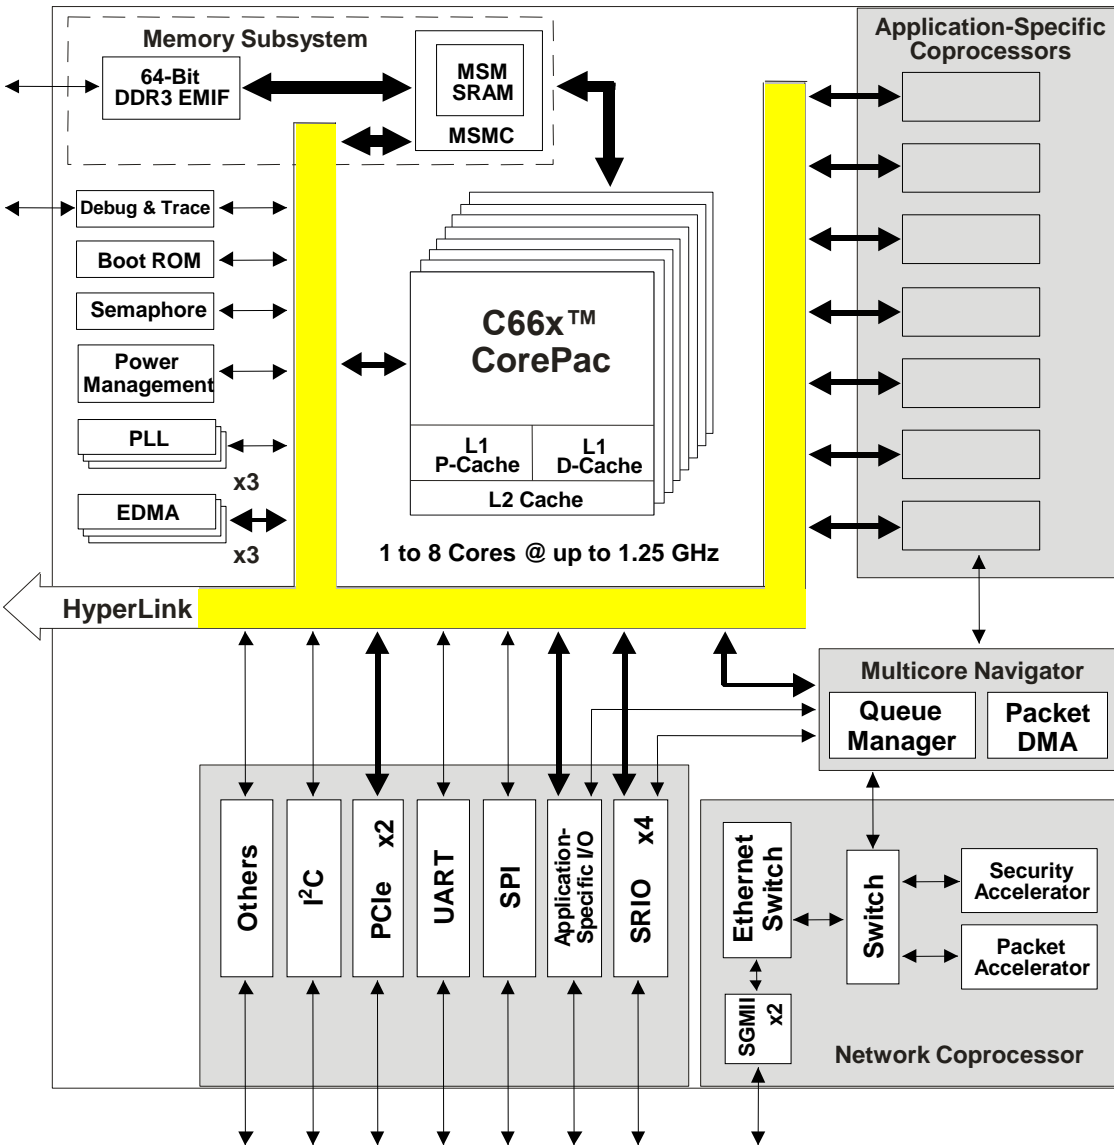 Memory Subsystem
64-Bit
DDR3 EMIF
MSM
SRAM
MSMC
Application-Specific
Coprocessors
Debug & Trace
Boot ROM
Semaphore
Power
Management
PLL
x3
EDMA
x3
C66x™
CorePac
L1
P-Cache
L1
D-Cache
L2 Cache
1 to 8 Cores @ up to 1.25 GHz
HyperLink
Multicore Navigator
Queue
Manager
Packet
DMA
Others
I²C
PCIe x2
UART
SPI
Application-
Specific I/O
SRIO x4
Ethernet
Switch
Switch
Security
Accelerator
Packet
Accelerator
SGMII x2
Network Coprocessor